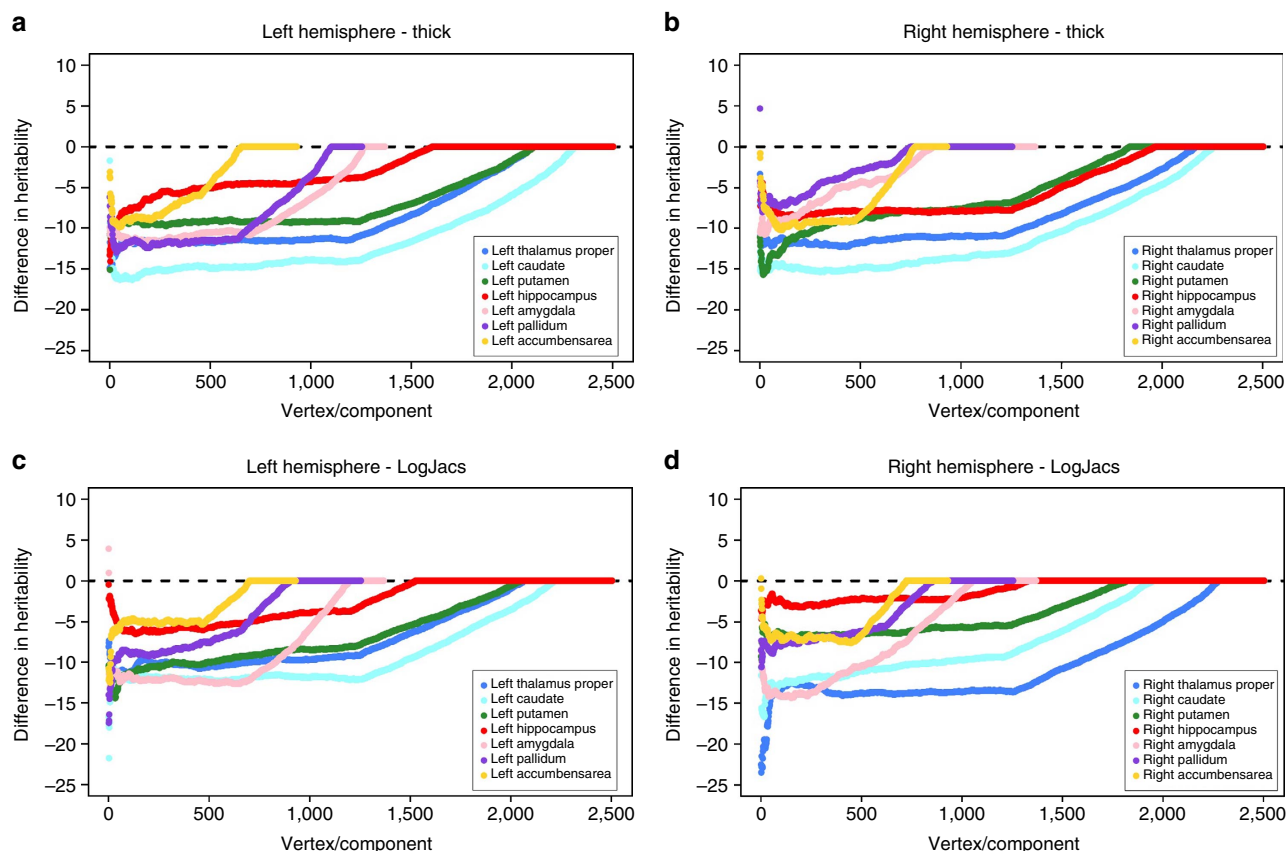 a
Left hemisphere - thick
Difference in heritability
10
5
0
–5
–10
–15
–20
–25
0
500
1,000
1,500
2,000
2,500
Vertex/component
Left thalamus proper
Left caudate
Left putamen
Left hippocampus
Left amygdala
Left pallidum
Left accumbensarea
b
Right hemisphere - thick
Difference in heritability
10
5
0
–5
–10
–15
–20
–25
0
500
1,000
1,500
2,000
2,500
Vertex/component
Right thalamus proper
Right caudate
Right putamen
Right hippocampus
Right amygdala
Right pallidum
Right accumbensarea
c
Left hemisphere - LogJacs
Difference in heritability
10
5
0
–5
–10
–15
–20
–25
0
500
1,000
1,500
2,000
2,500
Vertex/component
Left thalamus proper
Left caudate
Left putamen
Left hippocampus
Left amygdala
Left pallidum
Left accumbensarea
d
Right hemisphere - LogJacs
Difference in heritability
10
5
0
–5
–10
–15
–20
–25
0
500
1,000
1,500
2,000
2,500
Vertex/component
Right thalamus proper
Right caudate
Right putamen
Right hippocampus
Right amygdala
Right pallidum
Right accumbensarea